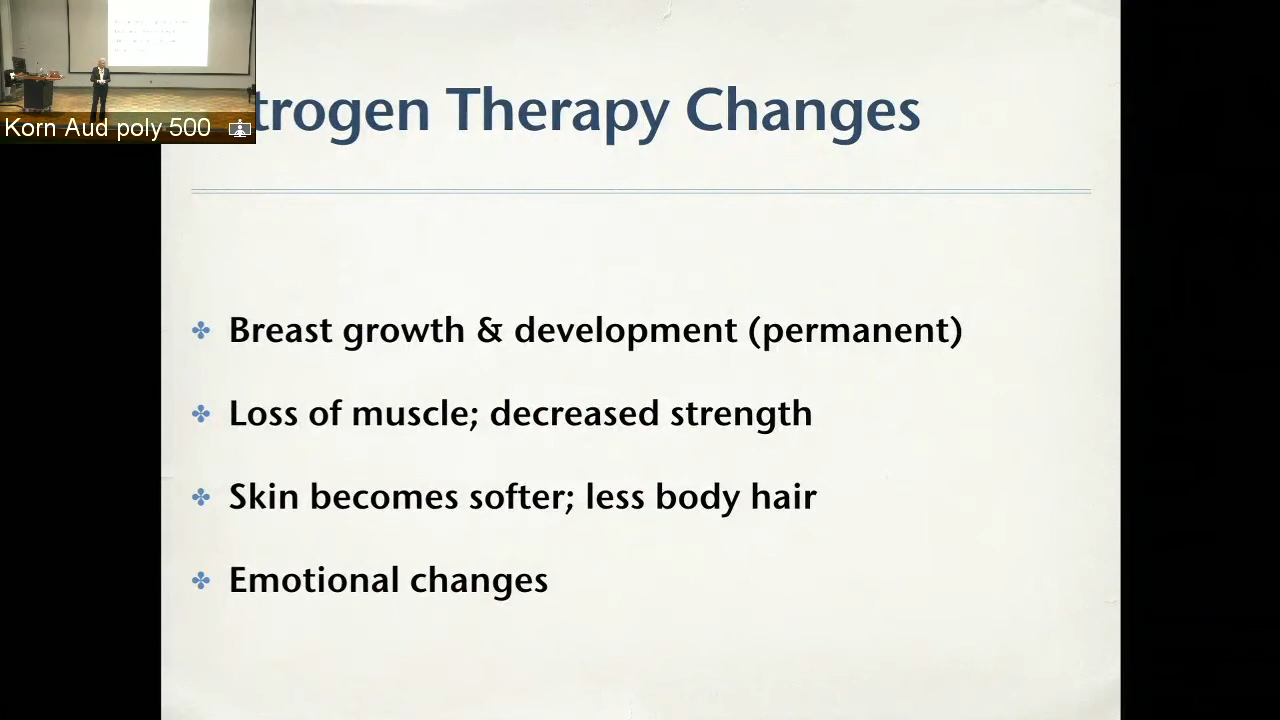 trogen Therapy Changes
Korn Aud poly 500
Breast growth & development (permanent)
Loss of muscle; decreased strength
Skin becomes softer; less body hair
Emotional changes